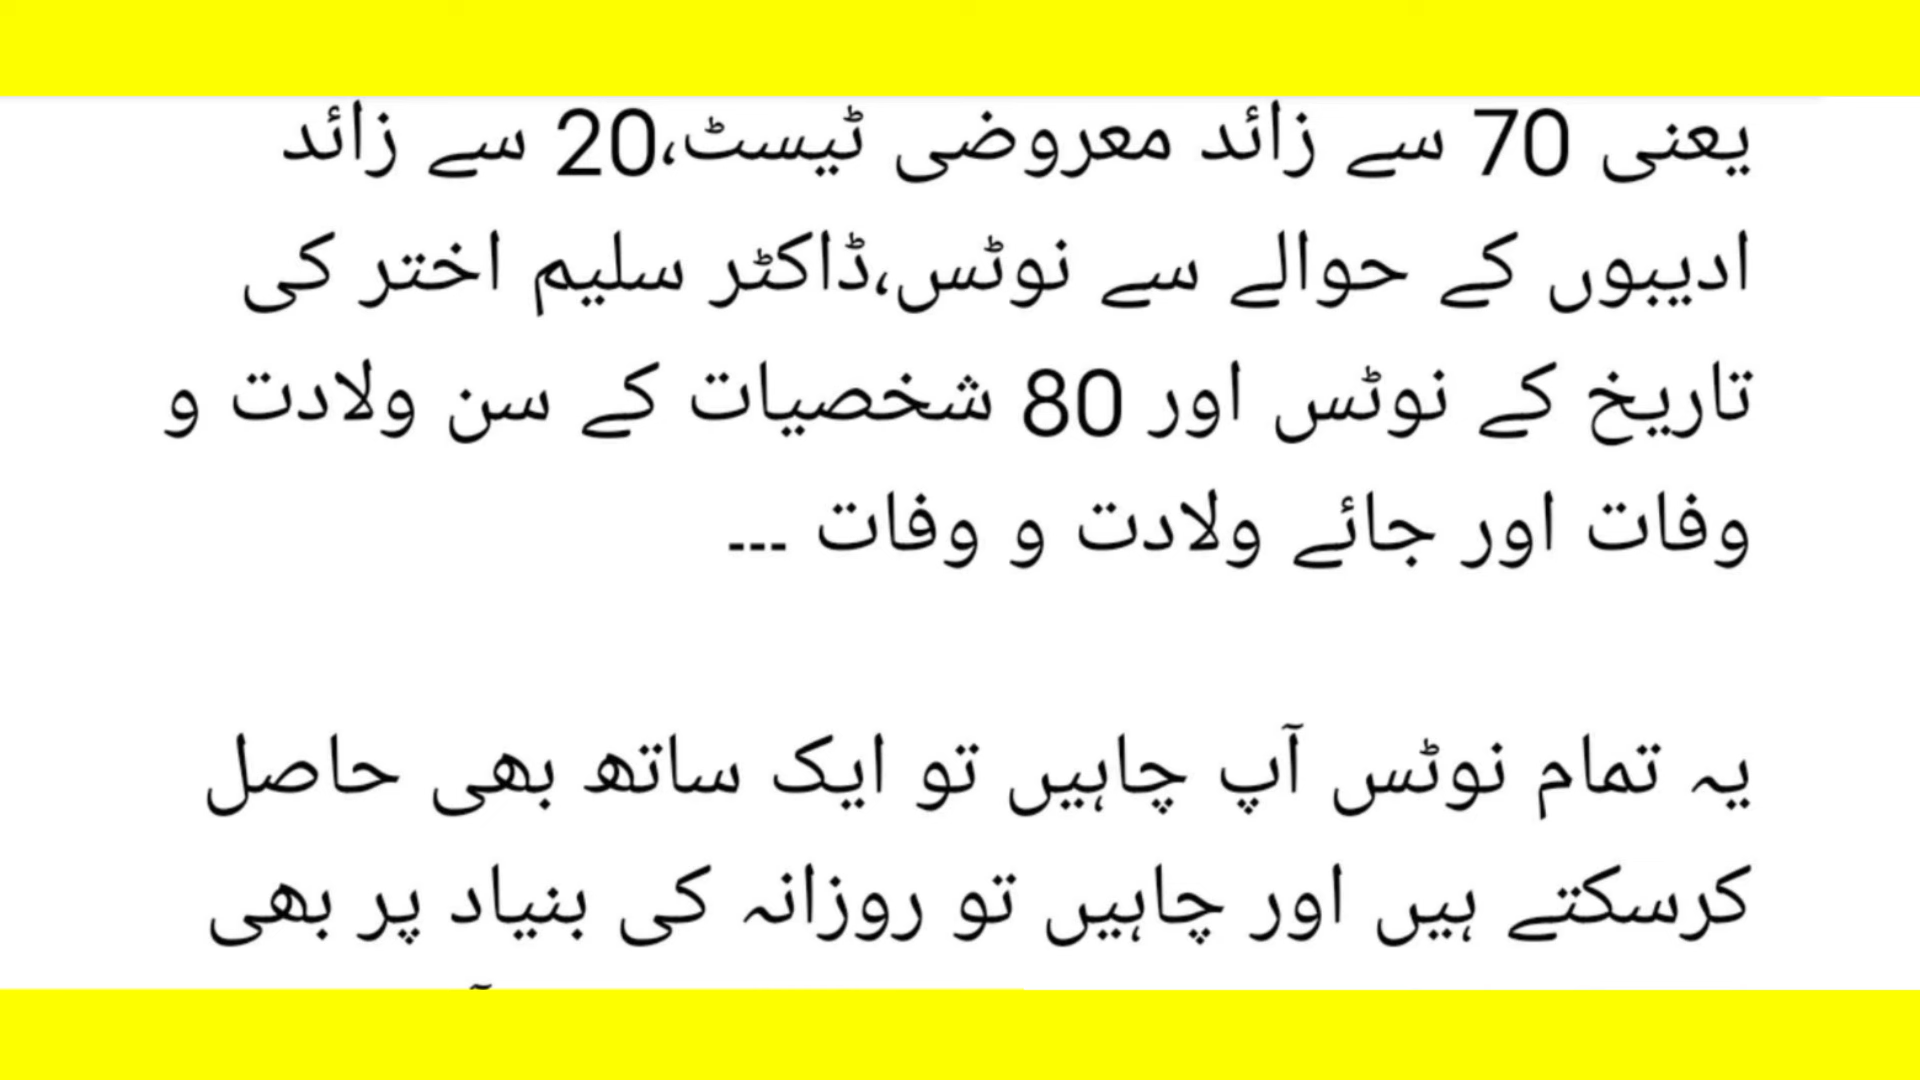 یعنی 70 سے زائد معروضی ٹیسٹ،20 سے زائد
ادیبوں کے حوالے سے نوٹس،ڈاکٹر سلیم اختر کی
تاریخ کے نوٹس اور 80 شخصیات کے سن ولادت و
وفات اور جائے ولادت و وفات ---
یہ تمام نوٹس آپ چاہیں تو ایک ساتھ بھی حاصل
کرسکتے ہیں اور چاہیں تو روزانہ کی بنیاد پر بھی